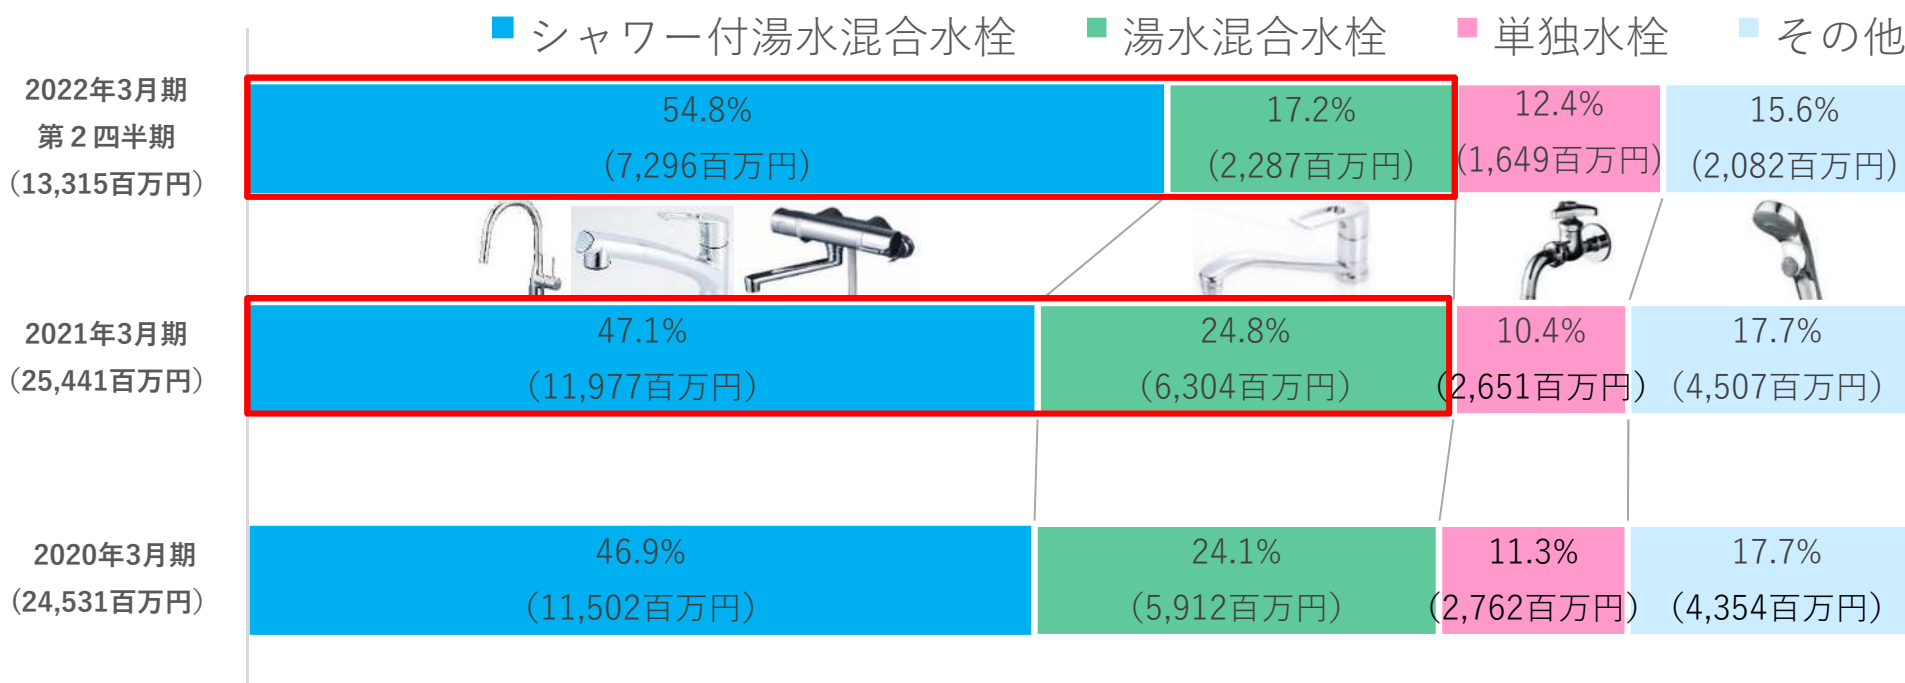 シャワー付湯水混合水栓 湯水混合水栓 単独水栓 その他
2022年3月期
第２四半期
（13,315百万円）
54.8% 17.2% 12.4% 15.6%
（7,296百万円） （2,287百万円） （1,649百万円） （2,082百万円）
2021年3月期
（25,441百万円）
47.1% 24.8% 10.4% 17.7%
（11,977百万円） （6,304百万円） （2,651百万円） （4,507百万円）
2020年3月期
（24,531百万円）
46.9% 24.1% 11.3% 17.7%
（11,502百万円） （5,912百万円） （2,762百万円） （4,354百万円）